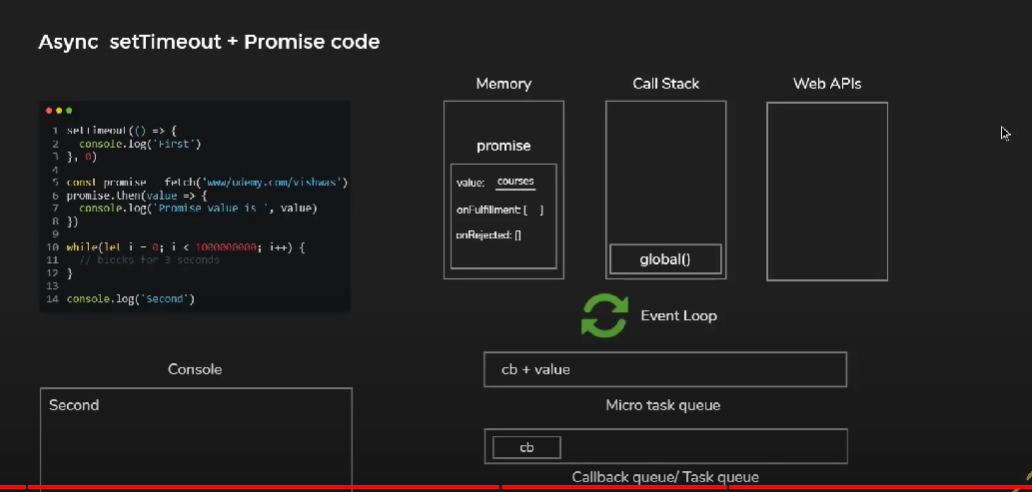 Async setTimeout + Promise code
1 settimeout(() => {
2 console.log('First')
3 }, 0)
4
5 const promise = fetch('www/udemy.com/vishwas')
6 promise.then(value => {
7 console.log('Promise value is ', value)
8 })
9
10 while(let i = 0; i < 1000000000; i++) {
11 // blocks for 3 seconds
12 }
13
14 console.log('Second')
Memory
promise
value: courses
onFulfillment: [ ]
onRejected: []
Call Stack
global()
Web APIs
Event Loop
Console
Second
cb + value
Micro task queue
cb
Callback queue/ Task queue